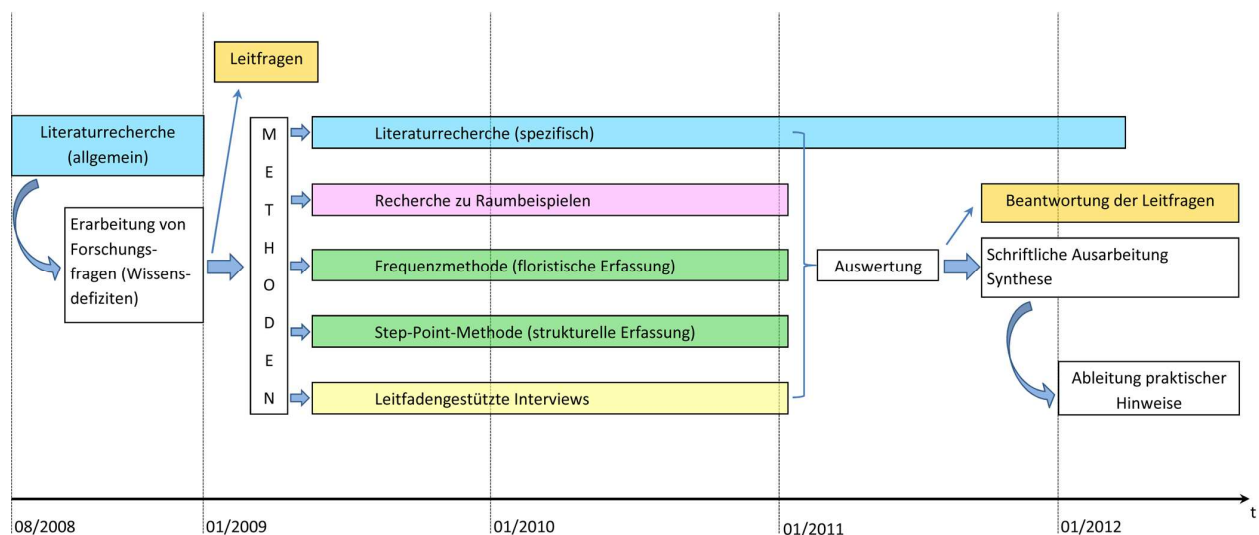 Leitfragen
Literaturrecherche
(allgemein)
Erarbeitung von
Forschungs-
fragen (Wissens-
defiziten)
M
E
T
H
O
D
E
N
Literaturrecherche (spezifisch)
Recherche zu Raumbeispielen
Frequenzmethode (floristische Erfassung)
Step-Point-Methode (strukturelle Erfassung)
Leitfadengestützte Interviews
Auswertung
Beantwortung der Leitfragen
Schriftliche Ausarbeitung
Synthese
Ableitung praktischer
Hinweise
t
08/2008
01/2009
01/2010
01/2011
01/2012